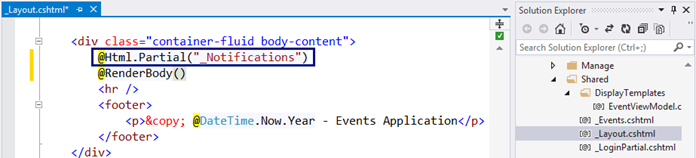 _Layout.cshtml*
<div class="container-fluid body-content">
@Html.Partial("_Notifications")
@RenderBody()
<hr />
<footer>
<p>&copy; @DateTime.Now.Year - Events Application</p>
</footer>
</div>
Solution Explorer
Search Solution Explorer (Ctrl+;)
Manage
Shared
DisplayTemplates
[@] EventViewModel.c
[@] _Events.cshtml
[@] _Layout.cshtml
[@] _LoginPartial.cshtml